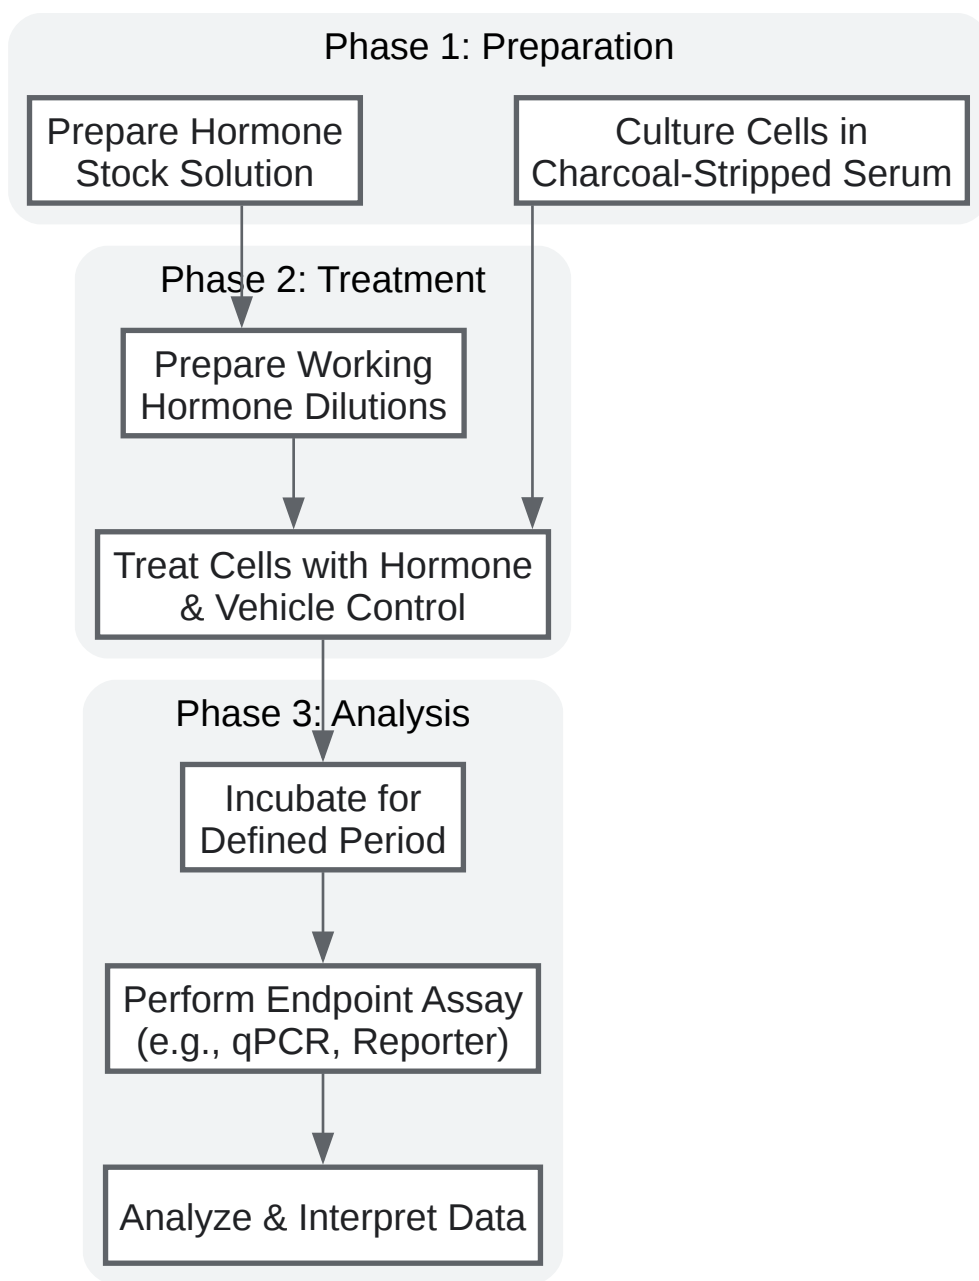 Phase 1: Preparation
Prepare Hormone
Stock Solution
Culture Cells in
Charcoal-Stripped Serum
Phase 2: Treatment
Prepare Working
Hormone Dilutions
Treat Cells with Hormone
& Vehicle Control
Phase 3: Analysis
Incubate for
Defined Period
Perform Endpoint Assay
(e.g., qPCR, Reporter)
Analyze & Interpret Data